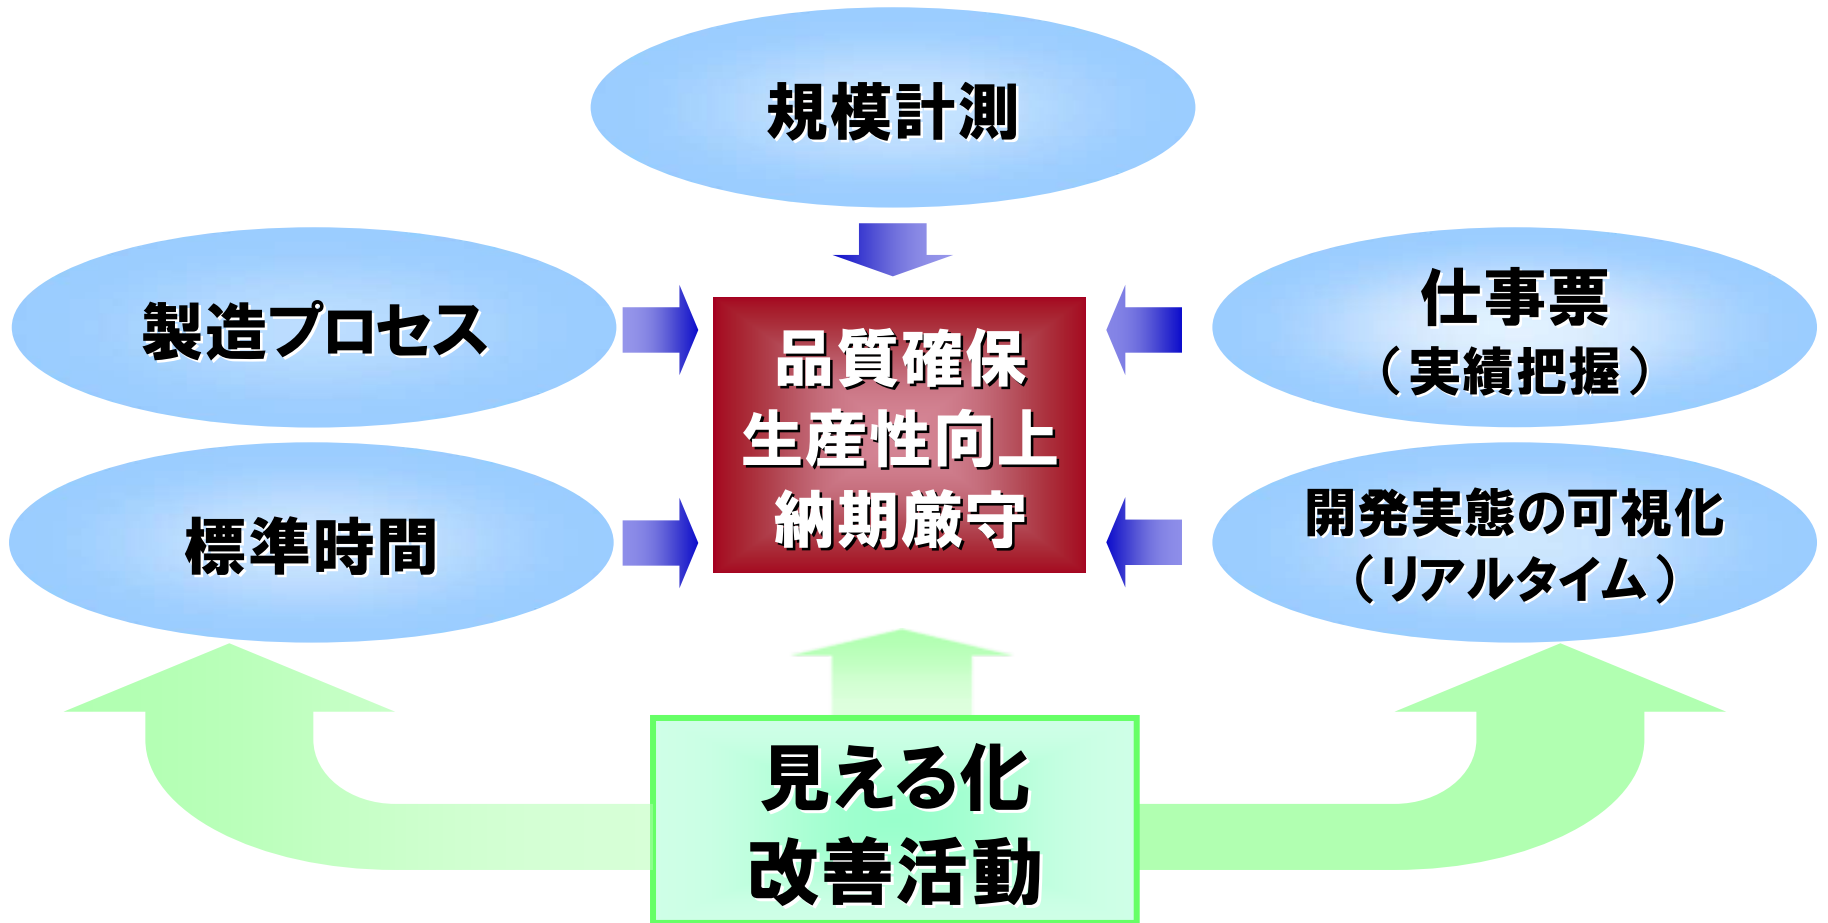 規模計測
製造プロセス
標準時間
品質確保
生産性向上
納期厳守
仕事票
（実績把握）
開発実態の可視化
（リアルタイム）
見える化
改善活動